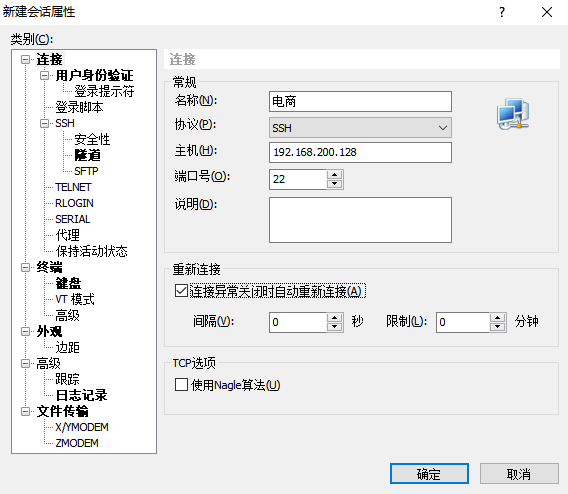 新建会话属性
类别(C):
连接
用户身份验证
登录提示符
登录脚本
SSH
安全性
隧道
SFTP
TELNET
RLOGIN
SERIAL
代理
保持活动状态
终端
键盘
VT 模式
高级
外观
边距
高级
跟踪
日志记录
文件传输
X/YMODEM
ZMODEM
连接
常规
名称(N): 电商
协议(P): SSH
主机(H): 192.168.200.128
端口号(O): 22
说明(D):
重新连接
连接异常关闭时自动重新连接(A)
间隔(V): 0 秒 限制(L): 0 分钟
TCP选项
使用Nagle算法(U)
确定 取消